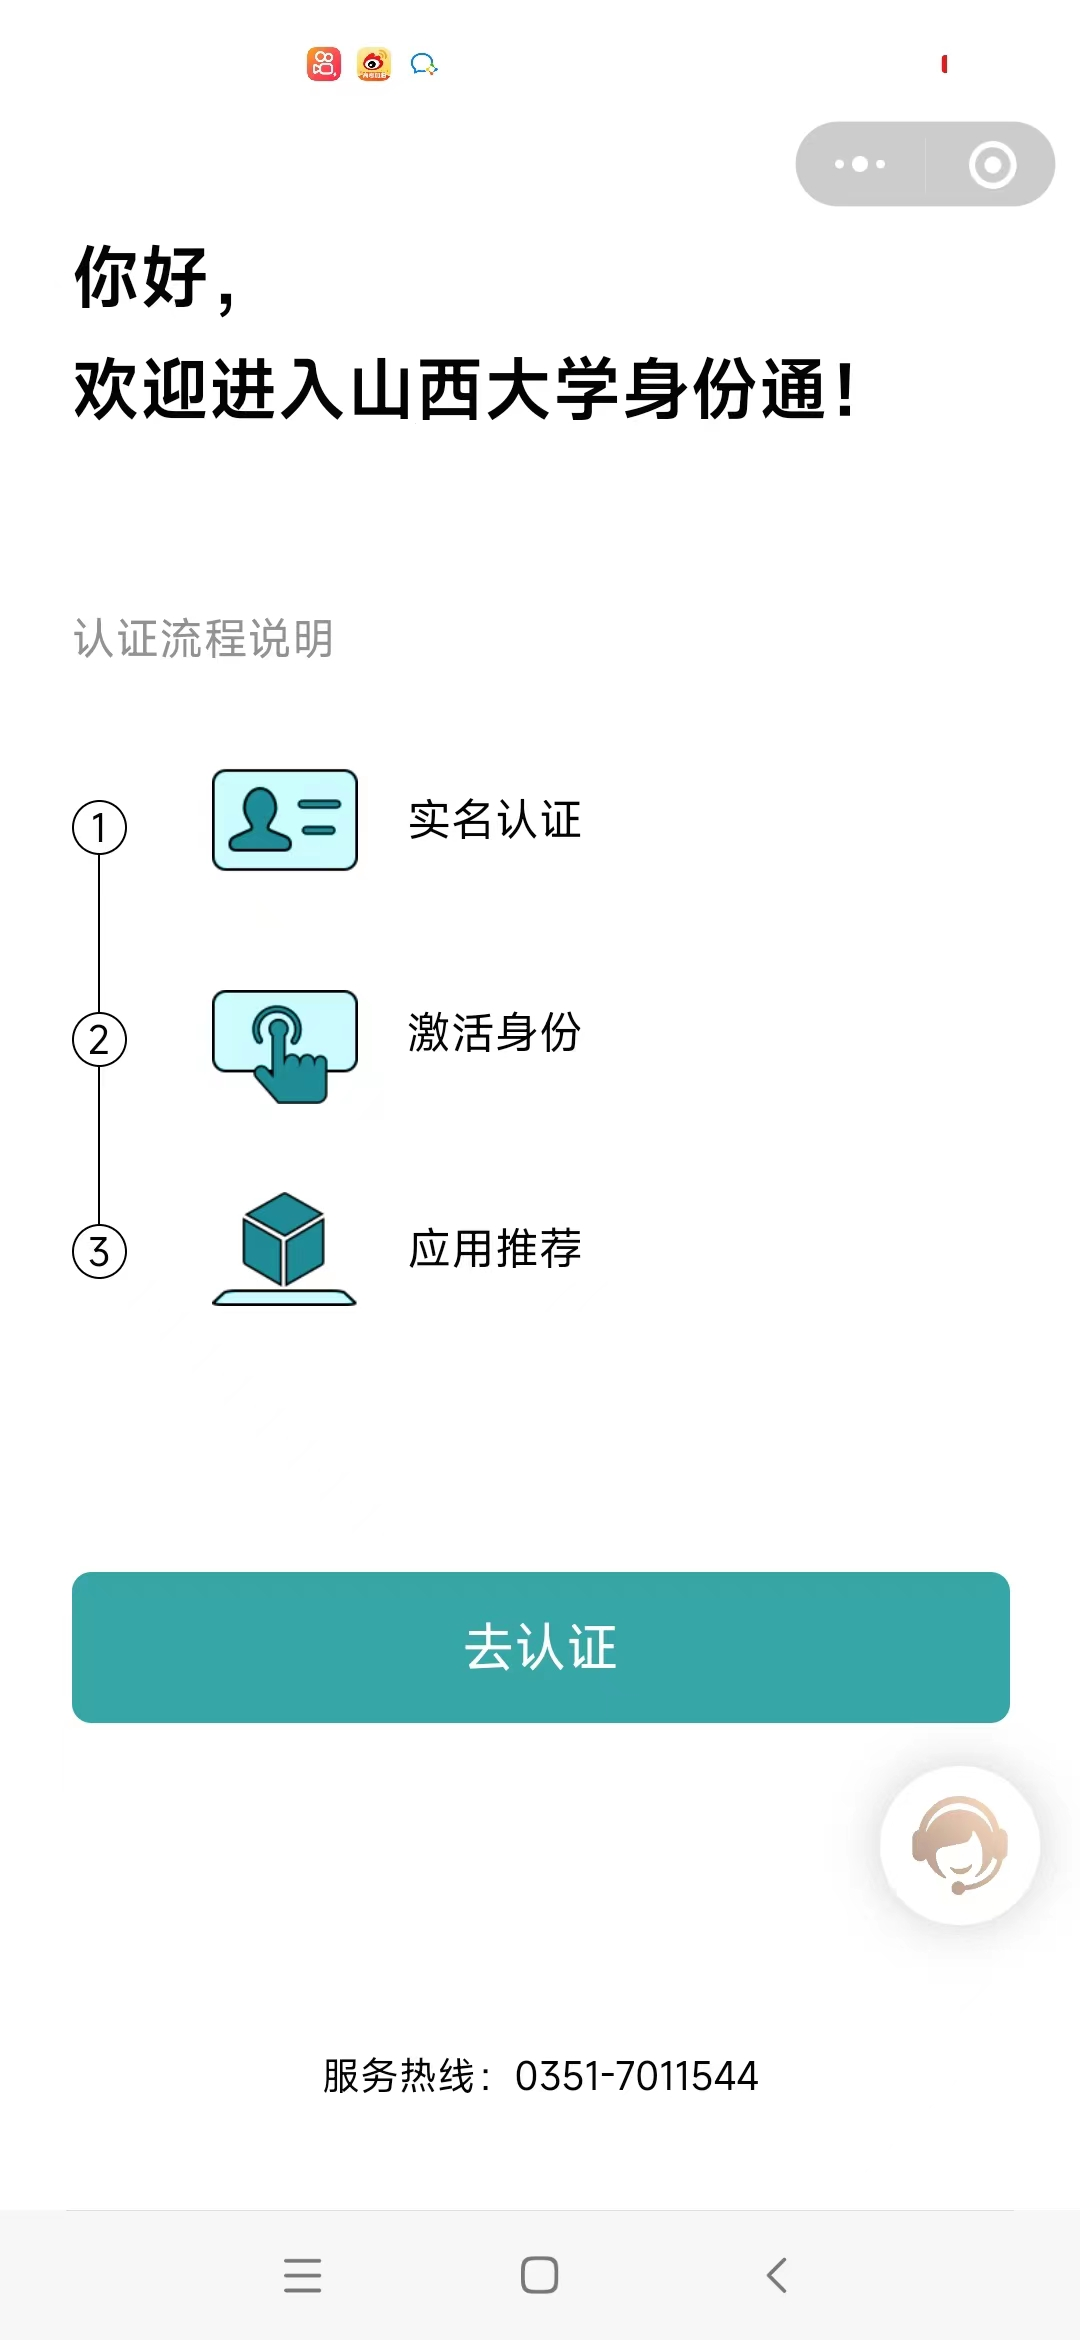 你好，
欢迎进入山西大学身份通！
认证流程说明
1
实名认证
2
激活身份
3
应用推荐
去认证
服务热线：0351-7011544